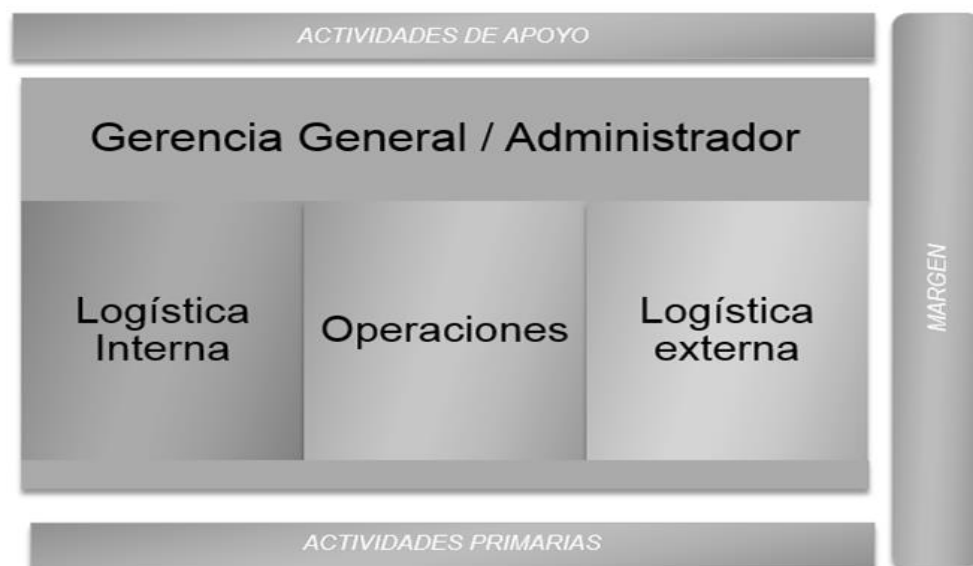 ACTIVIDADES DE APOYO
Gerencia General / Administrador
Logística
Interna
Operaciones
Logística
externa
MARGEN
ACTIVIDADES PRIMARIAS